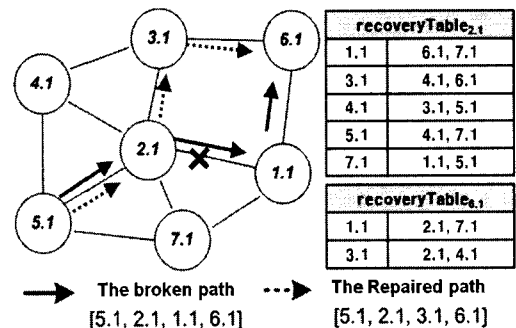 3.1
6.1
4.1
2.1
1.1
5.1
7.1
recoveryTable2.1
1.1 6.1, 7.1
3.1 4.1, 6.1
4.1 3.1, 5.1
5.1 4.1, 7.1
7.1 1.1, 5.1
recoveryTable6.1
1.1 2.1, 7.1
3.1 2.1, 4.1
The broken path
[5.1, 2.1, 1.1, 6.1]
The Repaired path
[5.1, 2.1, 3.1, 6.1]